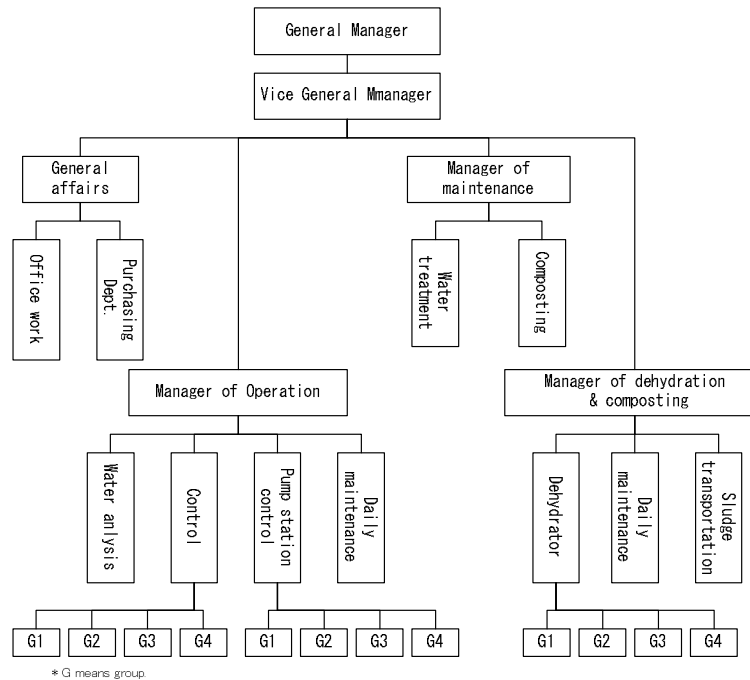 General Manager
Vice General Mmanager
General
affairs
Manager of
maintenance
Office work
Purchasing
Dept.
Water
treatment
Composting
Manager of Operation
Manager of dehydration
& composting
Water anlysis
Control
Pump station
control
Daily
maintenance
Dehydrator
Daily
maintenance
Sludge
transportation
G1
G2
G3
G4
G1
G2
G3
G4
G1
G2
G3
G4
* G means group.